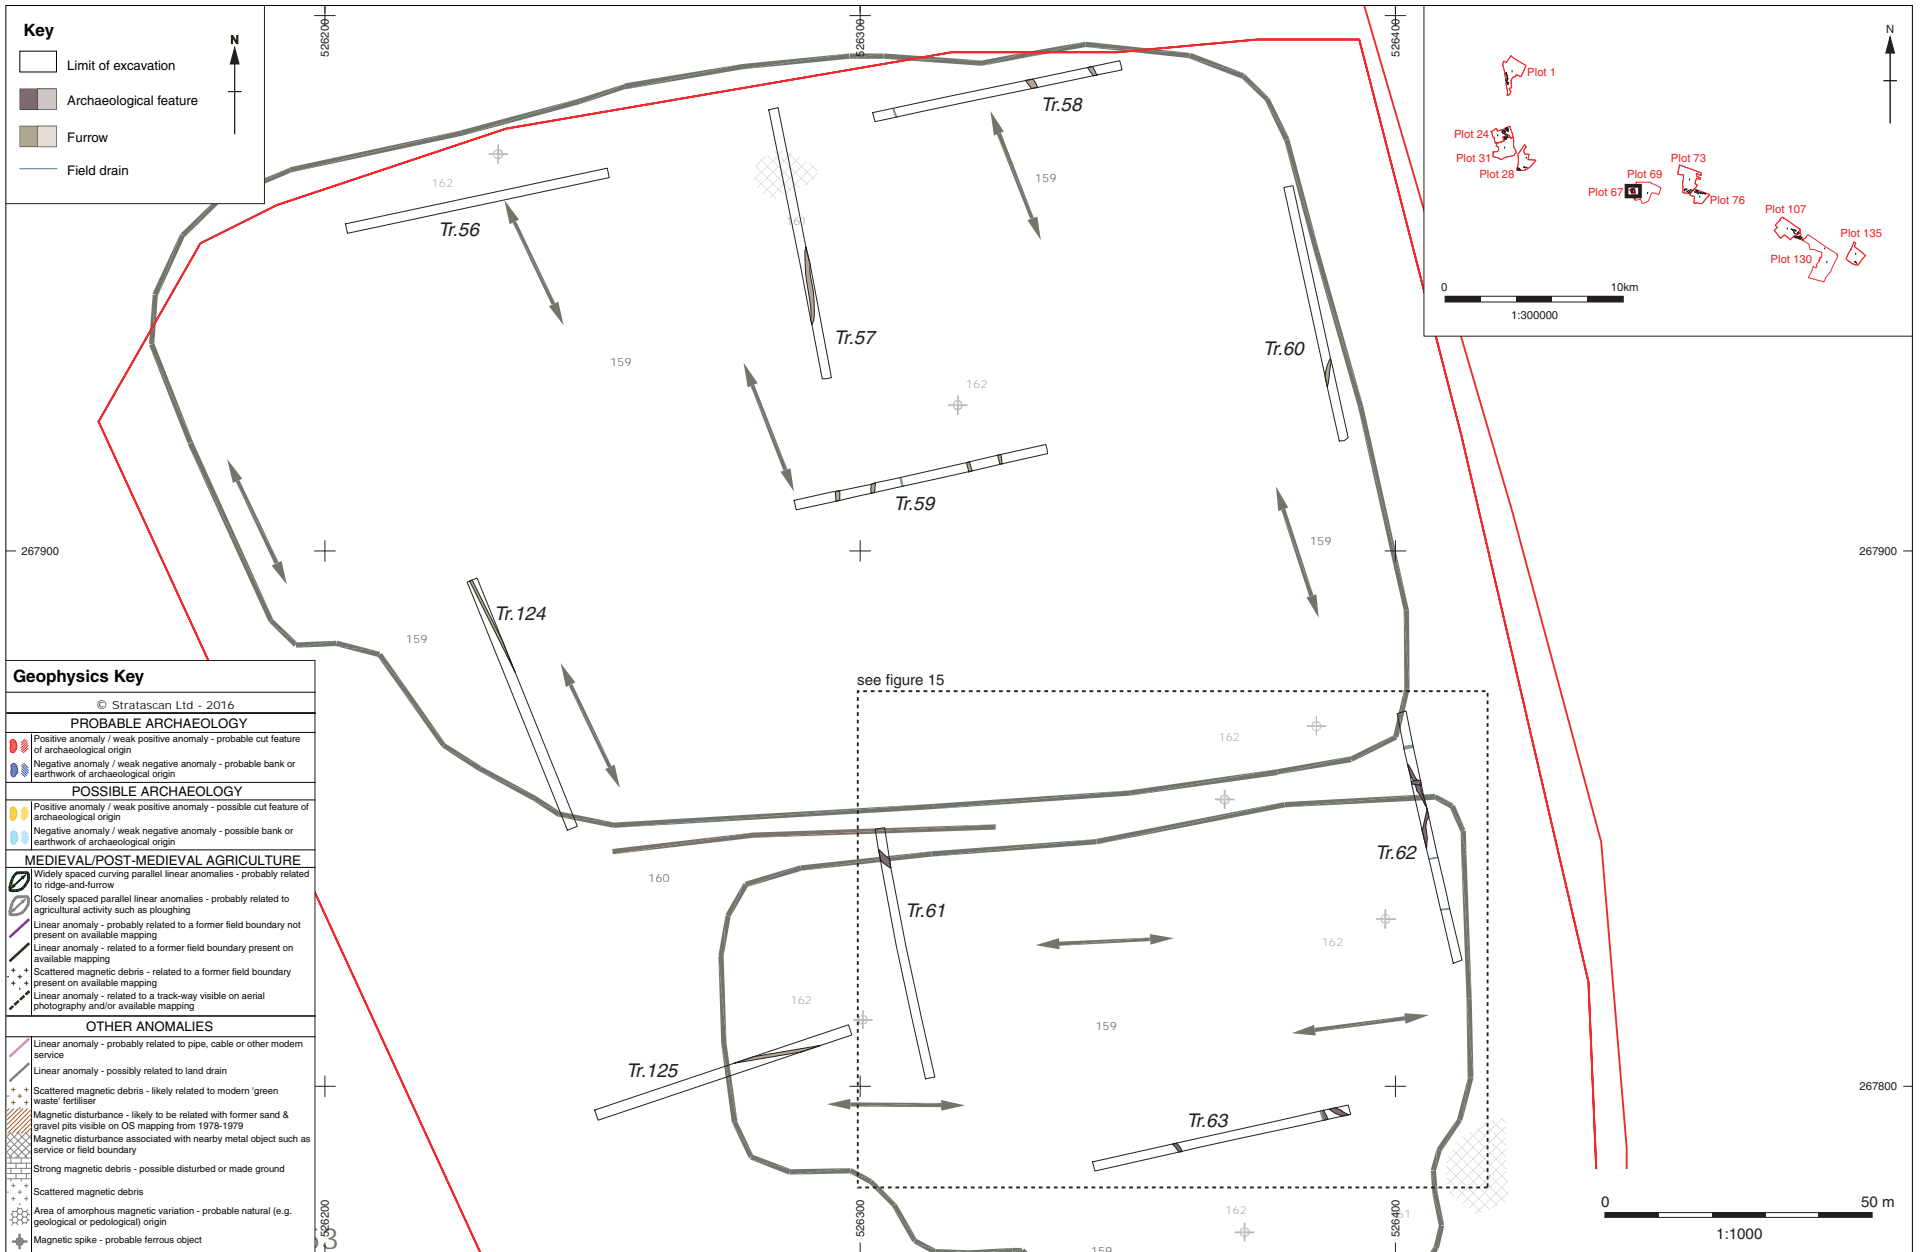 Key
N
Limit of excavation
Archaeological feature
Furrow
Field drain
526200
526300
526400
N
Plot 1
Plot 24
Plot 31
Plot 28
Plot 67
Plot 69
Plot 73
Plot 76
Plot 107
Plot 130
Plot 135
0
10km
1:300000
Tr.58
162
159
Tr.56
161
Tr.57
Tr.60
159
162
Tr.59
267900
267900
159
Tr.124
159
see figure 15
162
Tr.62
160
Tr.61
162
162
159
Tr.125
Tr.63
267800
526200
526300
526400
162
159
0
50 m
1:1000
Geophysics Key
© Stratascan Ltd - 2016
PROBABLE ARCHAEOLOGY
Positive anomaly / weak positive anomaly - probable cut feature
of archaeological origin
Negative anomaly / weak negative anomaly - probable bank or
earthwork of archaeological origin
POSSIBLE ARCHAEOLOGY
Positive anomaly / weak positive anomaly - possible cut feature of
archaeological origin
Negative anomaly / weak negative anomaly - possible bank or
earthwork of archaeological origin
MEDIEVAL/POST-MEDIEVAL AGRICULTURE
Widely spaced curving parallel linear anomalies - probably related
to ridge-and-furrow
Closely spaced parallel linear anomalies - probably related to
agricultural activity such as ploughing
Linear anomaly - probably related to a former field boundary not
present on available mapping
Linear anomaly - related to a former field boundary present on
available mapping
Scattered magnetic debris - related to a former field boundary
present on available mapping
Linear anomaly - related to a track-way visible on aerial
photography and/or available mapping
OTHER ANOMALIES
Linear anomaly - probably related to pipe, cable or other modern
service
Linear anomaly - possibly related to land drain
Scattered magnetic debris - likely related to modern 'green
waste' fertiliser
Magnetic disturbance - likely to be related with former sand &
gravel pits visible on OS mapping from 1978-1979
Magnetic disturbance associated with nearby metal object such as
service or field boundary
Strong magnetic debris - possible disturbed or made ground
Scattered magnetic debris
Area of amorphous magnetic variation - probable natural (e.g.
geological or pedological) origin
Magnetic spike - probable ferrous object